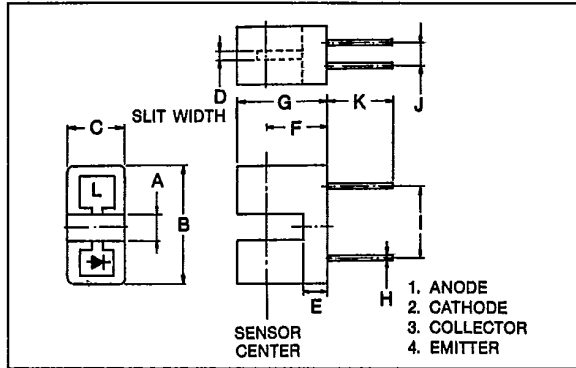 D
SLIT WIDTH
G
K
J
F
C
A
B
L
I
E
H
SENSOR
CENTER
1. ANODE
2. CATHODE
3. COLLECTOR
4. EMITTER